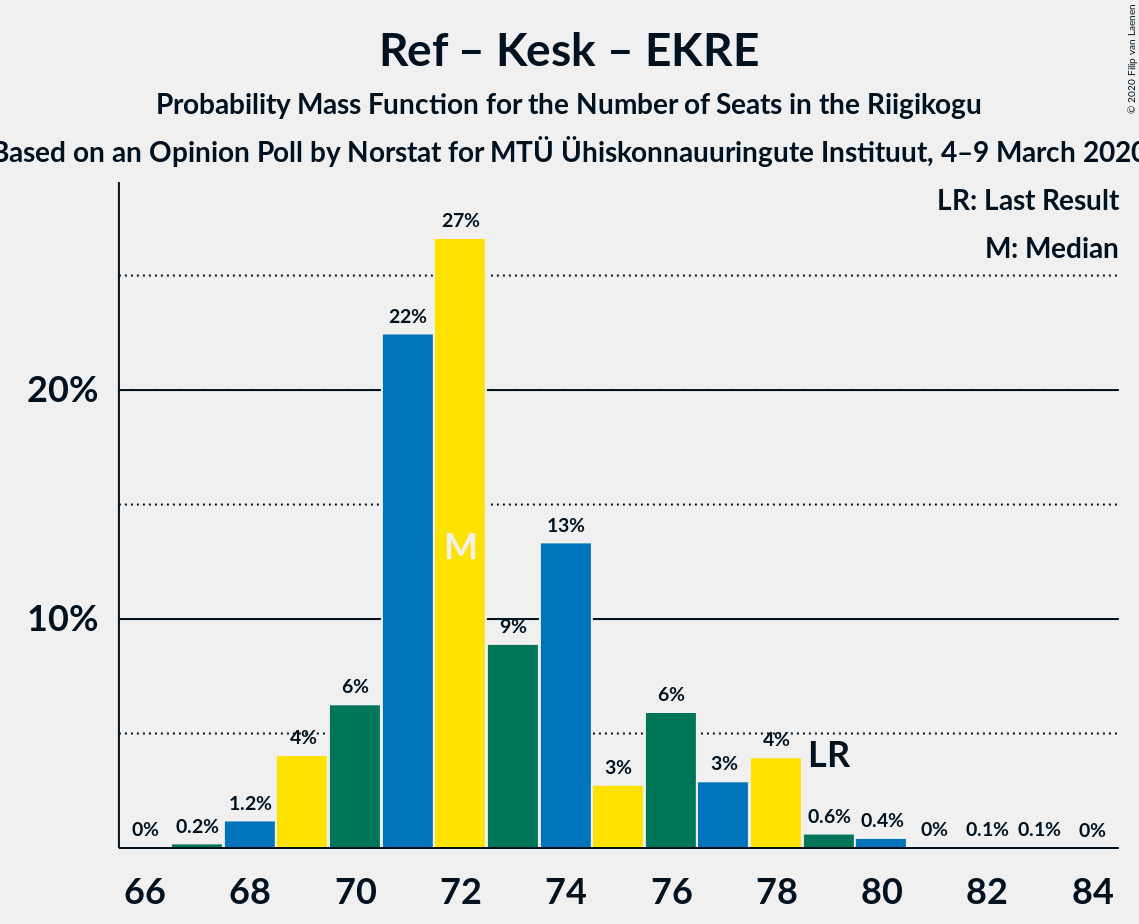 Ref – Kesk – EKRE
Probability Mass Function for the Number of Seats in the Riigikogu
Based on an Opinion Poll by Norstat for MTÜ Ühiskonnauuringute Instituut, 4–9 March 2020
© 2020 Filip van Laenen
LR: Last Result
M: Median
27%
22%
20%
13%
M
10%
9%
6%
6%
4%
4%
LR
3%
3%
1.2%
0.6%
0.4%
0%
0.2%
0%
0.1%
0.1%
0%
66 68 70 72 74 76 78 80 82 84